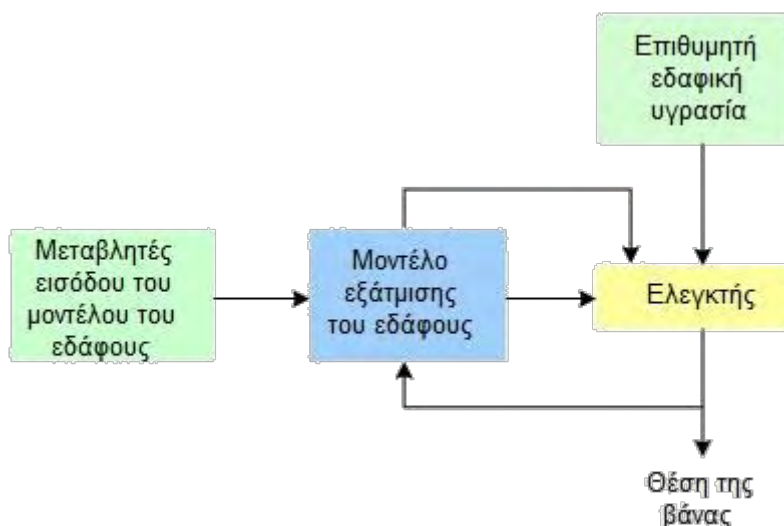 Επιθυμητή
εδαφική
υγρασία
Μεταβλητές
εισόδου του
μοντέλου του
εδάφους
Μοντέλο
εξάτμισης
του εδάφους
Ελεγκτής
Θέση της
βάνας